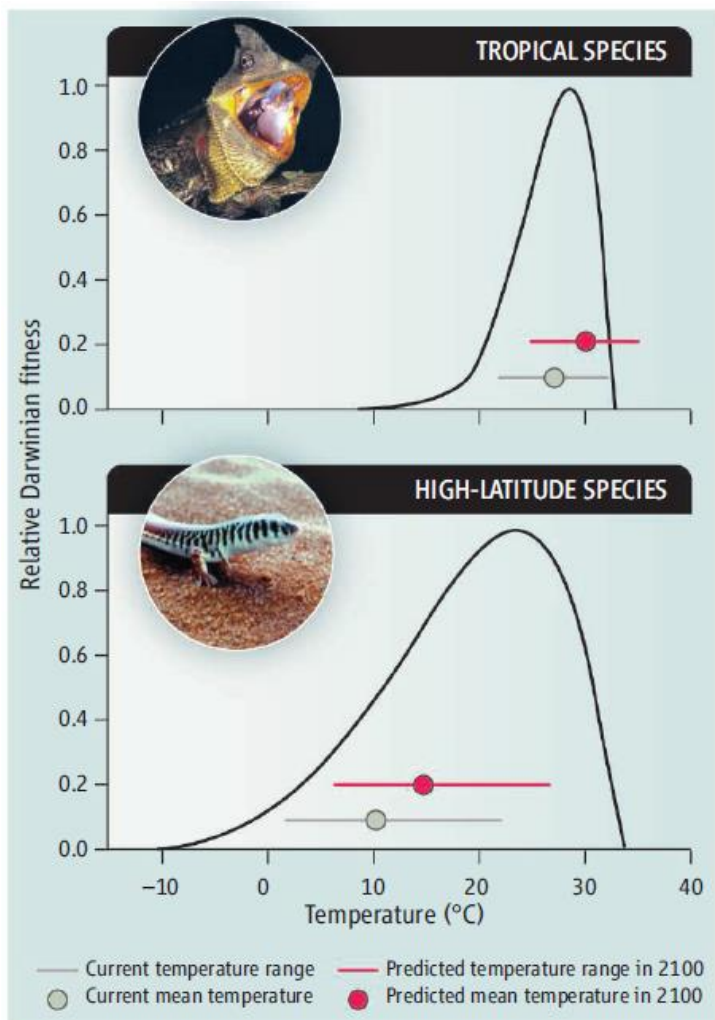 TROPICAL SPECIES
1.0
0.8
0.6
0.4
0.2
0.0
Relative Darwinian fitness
HIGH-LATITUDE SPECIES
1.0
0.8
0.6
0.4
0.2
0.0
–10 0 10 20 30 40
Temperature (°C)
Current temperature range Predicted temperature range in 2100
Current mean temperature Predicted mean temperature in 2100